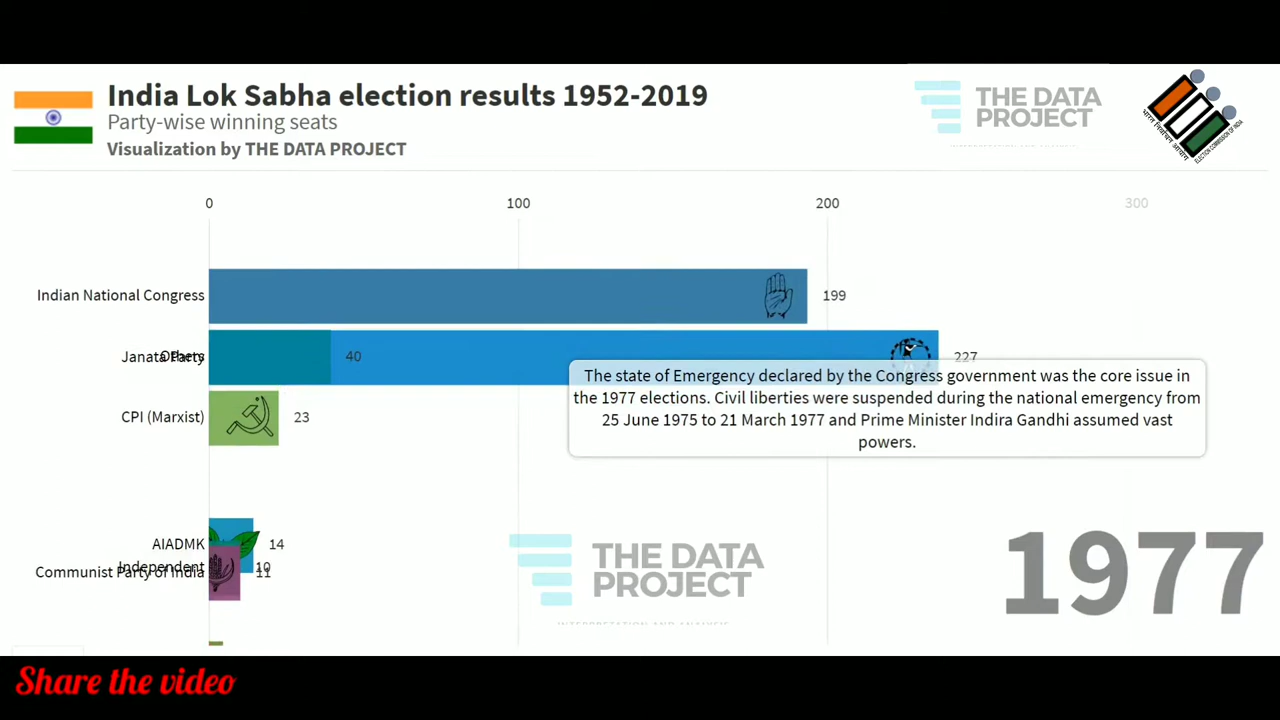 India Lok Sabha election results 1952-2019
Party-wise winning seats
Visualization by THE DATA PROJECT
THE DATA
PROJECT
0
100
200
300
Indian National Congress
199
Janata Party
Others
40
227
The state of Emergency declared by the Congress government was the core issue in
the 1977 elections. Civil liberties were suspended during the national emergency from
25 June 1975 to 21 March 1977 and Prime Minister Indira Gandhi assumed vast
powers.
CPI (Marxist)
23
AIADMK
14
Independent
10
Communist Party of India
11
THE DATA
PROJECT
1977
Share the video